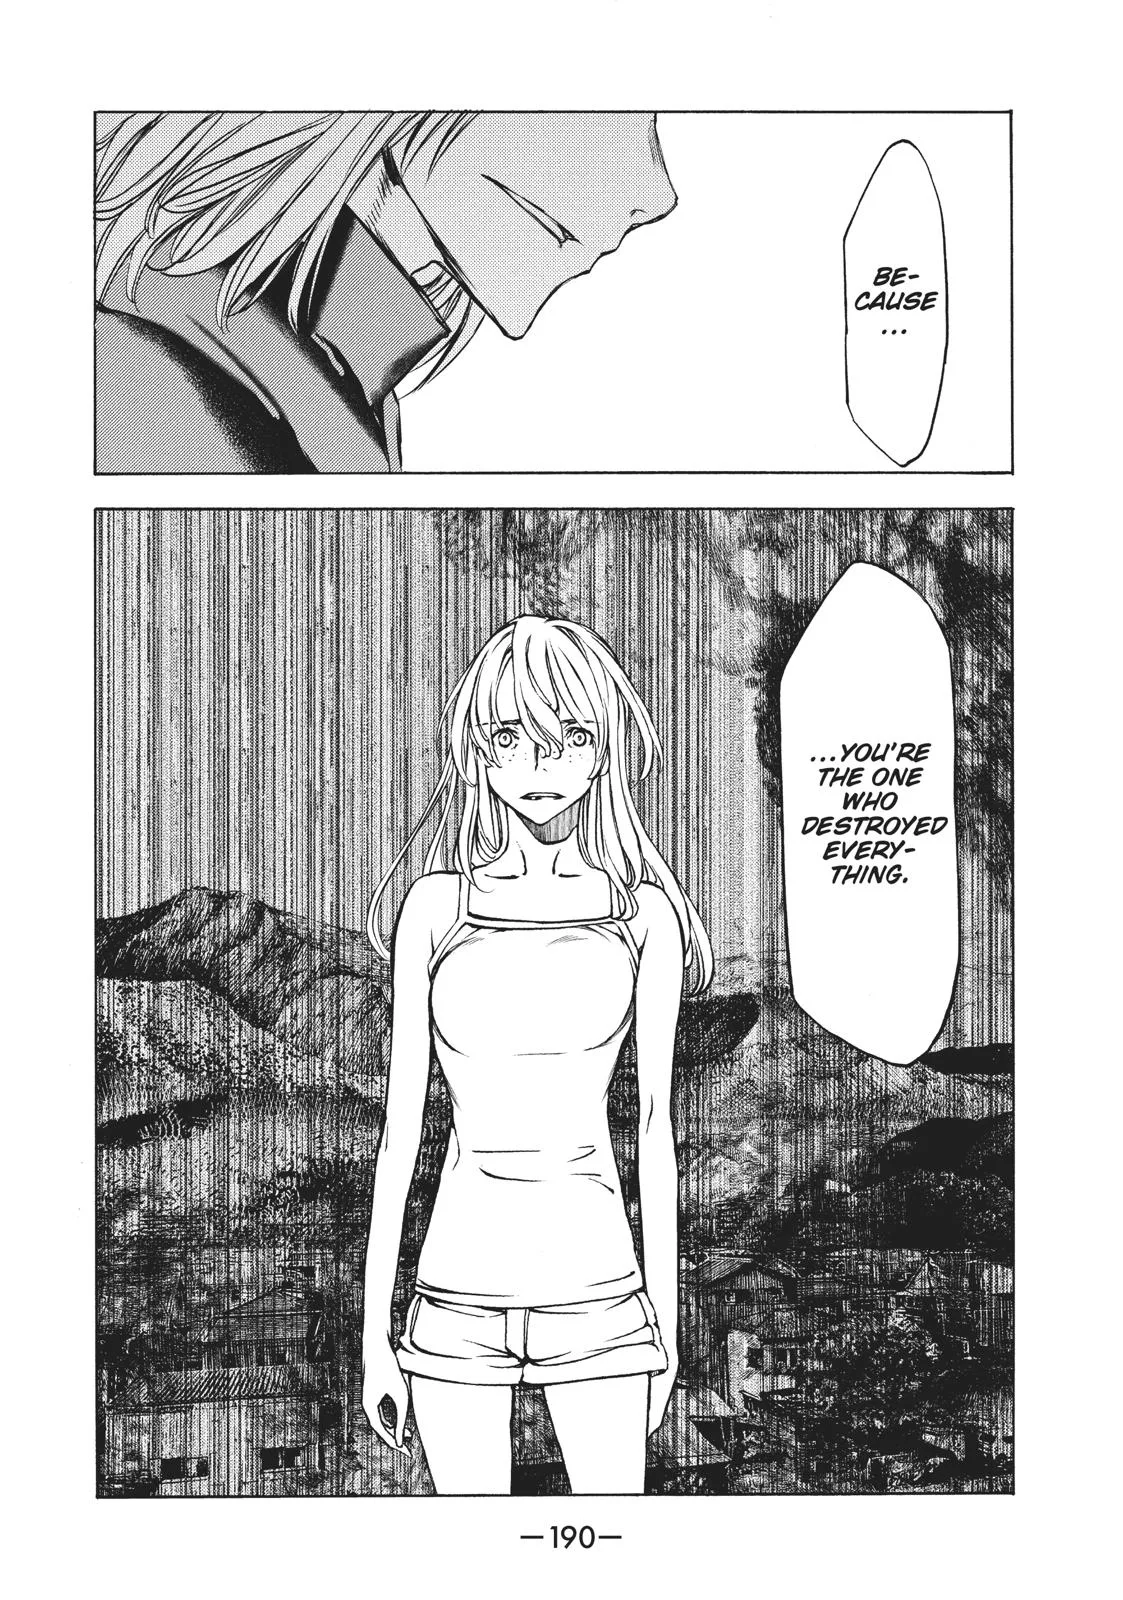 BE-
CAUSE
...
...YOU'RE
THE ONE
WHO
DESTROYED
EVERY-
THING.
—190—